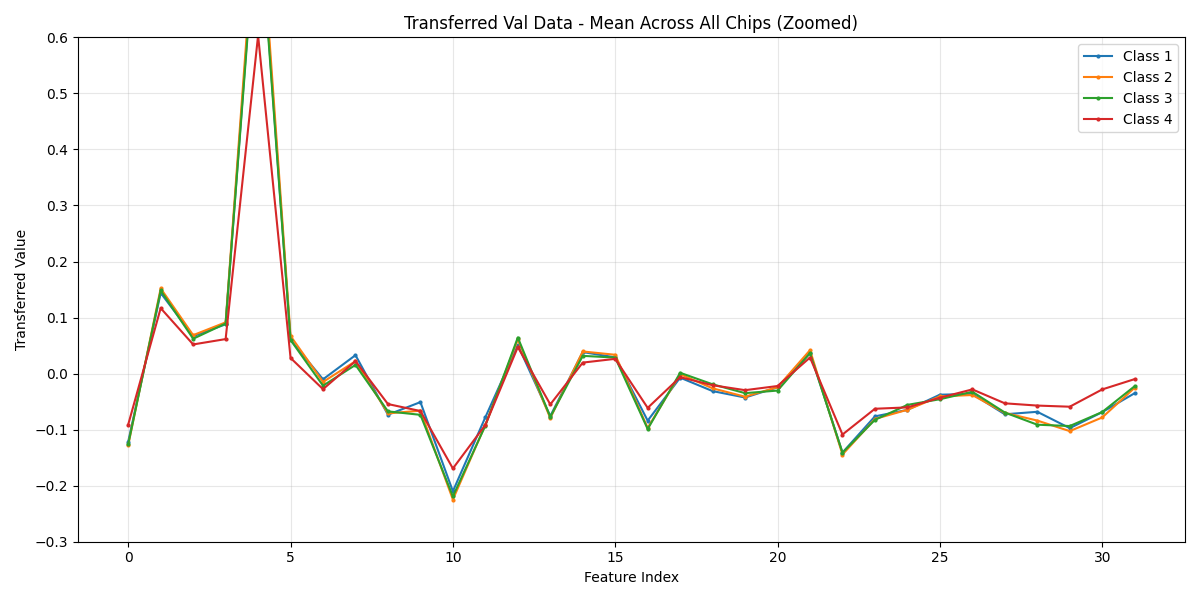 Transferred Val Data - Mean Across All Chips (Zoomed)
Transferred Value
0.6
0.5
0.4
0.3
0.2
0.1
0.0
−0.1
−0.2
−0.3
Class 1
Class 2
Class 3
Class 4
0 5 10 15 20 25 30
Feature Index